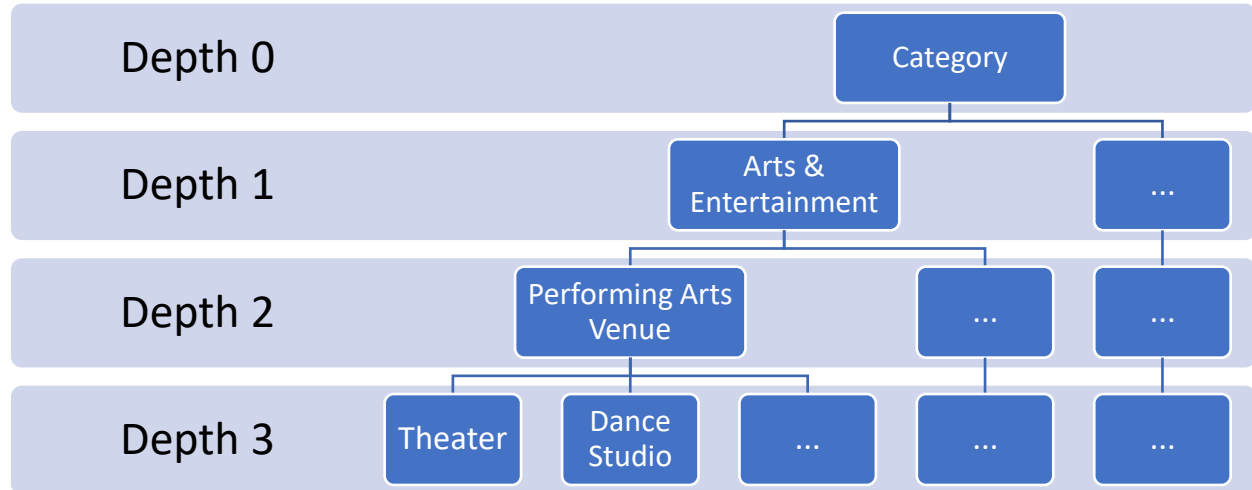 Depth 0
Category
Depth 1
Arts &
Entertainment
...
Depth 2
Performing Arts
Venue
...
...
Depth 3
Theater
Dance
Studio
...
...
...